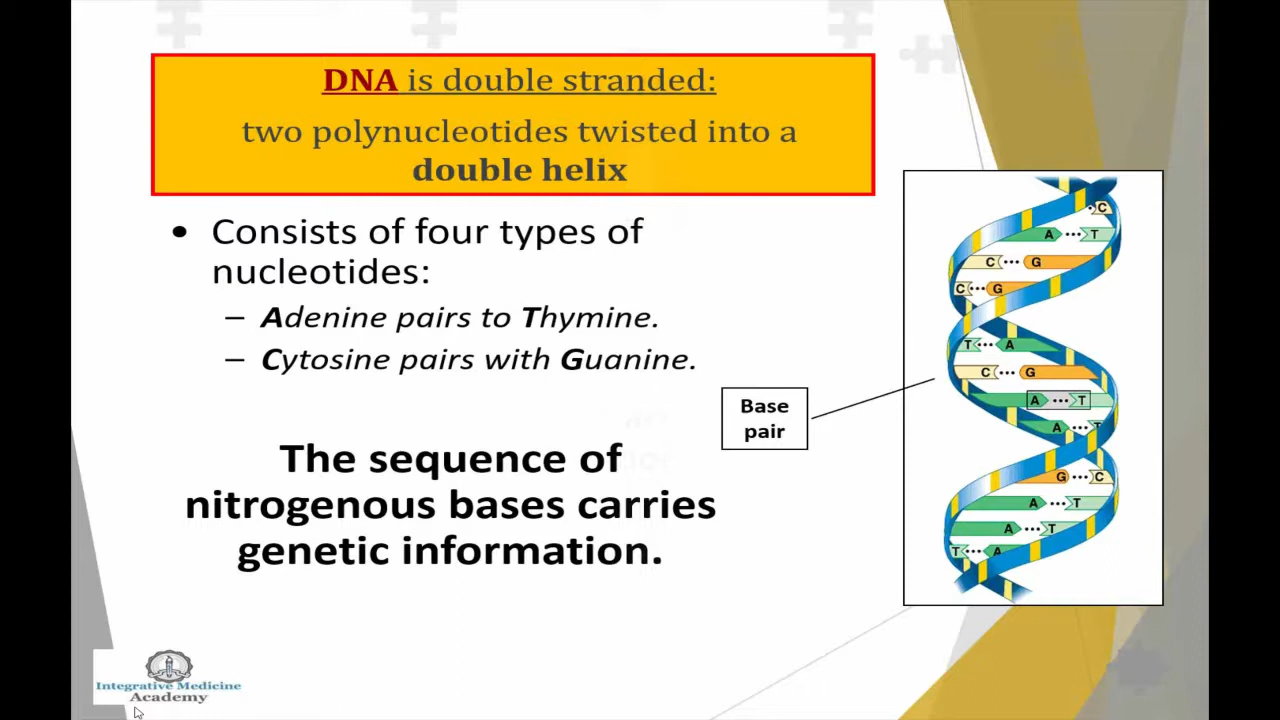 DNA is double stranded:
two polynucleotides twisted into a
double helix
• Consists of four types of
nucleotides:
– Adenine pairs to Thymine.
– Cytosine pairs with Guanine.
The sequence of
nitrogenous bases carries
genetic information.
Base
pair
C
A ••• T
C ••• G
C ••• G
T ••• A
C ••• G
A ••• T
A ••• T
G ••• C
A ••• T
A ••• T
T ••• A
Integrative Medicine
Academy